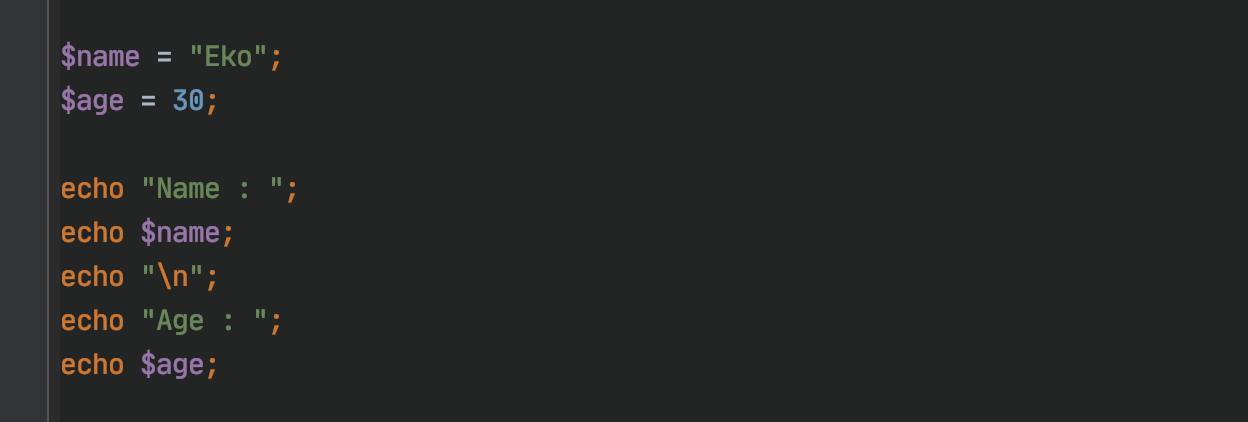 $name = "Eko";
$age = 30;
echo "Name : ";
echo $name;
echo "\n";
echo "Age : ";
echo $age;